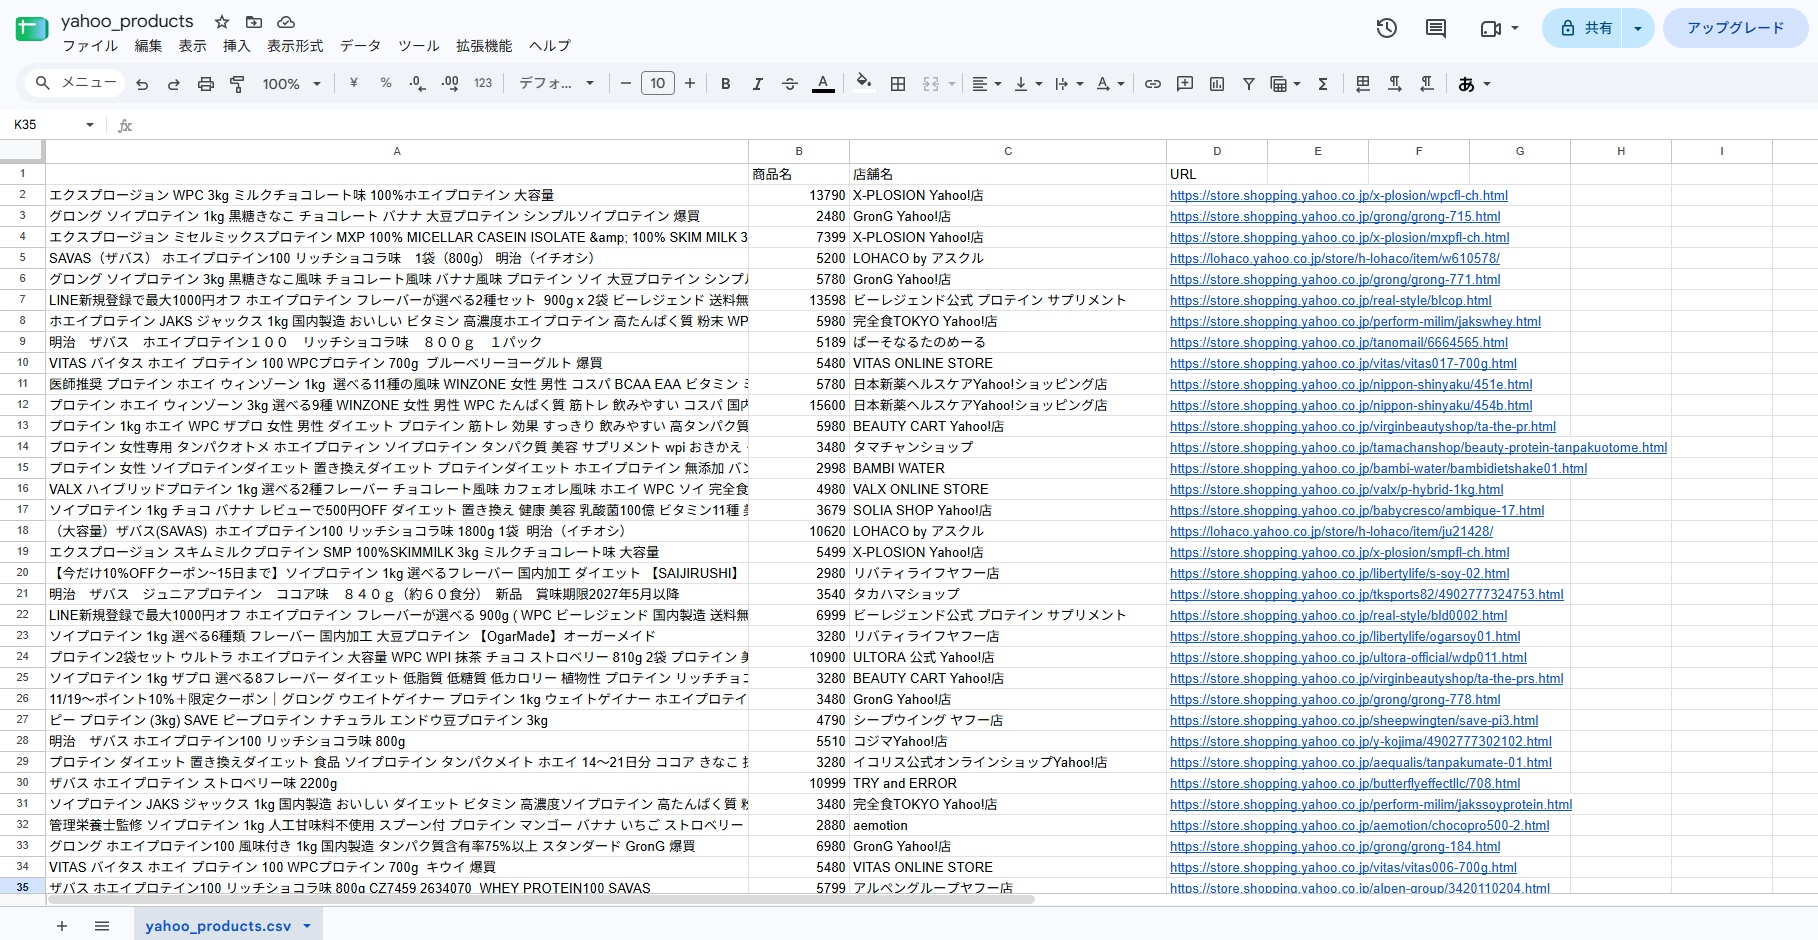 yahoo_products
ファイル 編集 表示 挿入 表示形式 データ ツール 拡張機能 ヘルプ
共有
アップグレード
メニュー 100% ¥ % .0 .00 123 デフォ... − 10 + B I A Σ あ
K35 fx
A B C D E F G H I
1 商品名 店舗名 URL
2 エクスプロージョン WPC 3kg ミルクチョコレート味 100%ホエイプロテイン 大容量 13790 X-PLOSION Yahoo!店 https://store.shopping.yahoo.co.jp/x-plosion/wpcfl-ch.html
3 グロング ソイプロテイン 1kg 黒糖きなこ チョコレート バナナ 大豆プロテイン シンプルソイプロテイン 爆買 2480 GronG Yahoo!店 https://store.shopping.yahoo.co.jp/grong/grong-715.html
4 エクスプロージョン ミセルミックスプロテイン MXP 100% MICELLAR CASEIN ISOLATE &amp; 100% SKIM MILK 3 7399 X-PLOSION Yahoo!店 https://store.shopping.yahoo.co.jp/x-plosion/mxpfl-ch.html
5 SAVAS（ザバス） ホエイプロテイン100 リッチショコラ味　1袋（800g） 明治（イチオシ） 5200 LOHACO by アスクル https://lohaco.yahoo.co.jp/store/h-lohaco/item/w610578/
6 グロング ソイプロテイン 3kg 黒糖きなこ風味 チョコレート風味 バナナ風味 プロテイン ソイ 大豆プロテイン シンプル 5780 GronG Yahoo!店 https://store.shopping.yahoo.co.jp/grong/grong-771.html
7 LINE新規登録で最大1000円オフ ホエイプロテイン フレーバーが選べる2種セット 900g x 2袋 ビーレジェンド 送料無 13598 ビーレジェンド公式 プロテイン サプリメント https://store.shopping.yahoo.co.jp/real-style/blcop.html
8 ホエイプロテイン JAKS ジャックス 1kg 国内製造 おいしい ビタミン 高濃度ホエイプロテイン 高たんぱく質 粉末 WP 5980 完全食TOKYO Yahoo!店 https://store.shopping.yahoo.co.jp/perform-milim/jakswhey.html
9 明治　ザバス　ホエイプロテイン１００　リッチショコラ味　８００ｇ　１パック 5189 ぱーそなるたのめーる https://store.shopping.yahoo.co.jp/tanomail/6664565.html
10 VITAS バイタス ホエイ プロテイン 100 WPCプロテイン 700g ブルーベリーヨーグルト 爆買 5480 VITAS ONLINE STORE https://store.shopping.yahoo.co.jp/vitas/vitas017-700g.html
11 医師推奨 プロテイン ホエイ ウィンゾーン 1kg 選べる11種の風味 WINZONE 女性 男性 コスパ BCAA EAA ビタミン 5780 日本新薬ヘルスケアYahoo!ショッピング店 https://store.shopping.yahoo.co.jp/nippon-shinyaku/451e.html
12 プロテイン ホエイ ウィンゾーン 3kg 選べる9種 WINZONE 女性 男性 WPC たんぱく質 筋トレ 飲みやすい コスパ 国内 15600 日本新薬ヘルスケアYahoo!ショッピング店 https://store.shopping.yahoo.co.jp/nippon-shinyaku/454b.html
13 プロテイン 1kg ホエイ WPC ザプロ 女性 男性 ダイエット プロテイン 筋トレ 効果 すっきり 飲みやすい 高タンパク質 5980 BEAUTY CART Yahoo!店 https://store.shopping.yahoo.co.jp/virginbeautyshop/ta-the-pr.html
14 プロテイン 女性専用 タンパクオトメ ホエイプロティン ソイプロテイン タンパク質 美容 サプリメント wpi おきかえ 3480 タマチャンショップ https://store.shopping.yahoo.co.jp/tamachanshop/beauty-protein-tanpakuotome.html
15 プロテイン 女性 ソイプロテインダイエット 置き換えダイエット プロテインダイエット ホエイプロテイン 無添加 バン 2998 BAMBI WATER https://store.shopping.yahoo.co.jp/bambi-water/bambidietshake01.html
16 VALX ハイブリッドプロテイン 1kg 選べる2種フレーバー チョコレート風味 カフェオレ風味 ホエイ WPC ソイ 完全食 4980 VALX ONLINE STORE https://store.shopping.yahoo.co.jp/valx/p-hybrid-1kg.html
17 ソイプロテイン 1kg チョコ バナナ レビューで500円OFF ダイエット 置き換え 健康 美容 乳酸菌100億 ビタミン11種 美 3679 SOLIA SHOP Yahoo!店 https://store.shopping.yahoo.co.jp/babycresco/ambique-17.html
18 （大容量）ザバス(SAVAS) ホエイプロテイン100 リッチショコラ味 1800g 1袋 明治（イチオシ） 10620 LOHACO by アスクル https://lohaco.yahoo.co.jp/store/h-lohaco/item/ju21428/
19 エクスプロージョン スキムミルクプロテイン SMP 100%SKIMMILK 3kg ミルクチョコレート味 大容量 5499 X-PLOSION Yahoo!店 https://store.shopping.yahoo.co.jp/x-plosion/smpfl-ch.html
20 【今だけ10%OFFクーポン~15日まで】ソイプロテイン 1kg 選べるフレーバー 国内加工 ダイエット 【SAIJIRUSHI】 2980 リバティライフヤフー店 https://store.shopping.yahoo.co.jp/libertylife/s-soy-02.html
21 明治　ザバス　ジュニアプロテイン　ココア味　８４０ｇ（約６０食分）　新品　賞味期限2027年5月以降 3540 タカハマショップ https://store.shopping.yahoo.co.jp/tksports82/4902777324753.html
22 LINE新規登録で最大1000円オフ ホエイプロテイン フレーバーが選べる 900g ( WPC ビーレジェンド 国内製造 送料無 6999 ビーレジェンド公式 プロテイン サプリメント https://store.shopping.yahoo.co.jp/real-style/bld0002.html
23 ソイプロテイン 1kg 選べる6種類 フレーバー 国内加工 大豆プロテイン 【OgarMade】オーガーメイド 3280 リバティライフヤフー店 https://store.shopping.yahoo.co.jp/libertylife/ogarsoy01.html
24 プロテイン2袋セット ウルトラ ホエイプロテイン 大容量 WPC WPI 抹茶 チョコ ストロベリー 810g 2袋 プロテイン 美 10900 ULTORA 公式 Yahoo!店 https://store.shopping.yahoo.co.jp/ultora-official/wdp011.html
25 ソイプロテイン 1kg ザプロ 選べる8フレーバー ダイエット 低脂質 低糖質 低カロリー 植物性 プロテイン リッチチョコ 3280 BEAUTY CART Yahoo!店 https://store.shopping.yahoo.co.jp/virginbeautyshop/ta-the-prs.html
26 11/19～ポイント10%＋限定クーポン｜グロング ウエイトゲイナー プロテイン 1kg ウェイトゲイナー ホエイプロテイ 3480 GronG Yahoo!店 https://store.shopping.yahoo.co.jp/grong/grong-778.html
27 ピー プロテイン (3kg) SAVE ピープロテイン ナチュラル エンドウ豆プロテイン 3kg 4790 シープウイング ヤフー店 https://store.shopping.yahoo.co.jp/sheepwingten/save-pi3.html
28 明治　ザバス ホエイプロテイン100 リッチショコラ味 800g 5510 コジマYahoo!店 https://store.shopping.yahoo.co.jp/y-kojima/4902777302102.html
29 プロテイン ダイエット 置き換えダイエット 食品 ソイプロテイン タンパクメイト ホエイ 14～21日分 ココア きなこ 3280 イコリス公式オンラインショップYahoo!店 https://store.shopping.yahoo.co.jp/aequalis/tanpakumate-01.html
30 ザバス ホエイプロテイン ストロベリー味 2200g 10999 TRY and ERROR https://store.shopping.yahoo.co.jp/butterflyeffectllc/708.html
31 ソイプロテイン JAKS ジャックス 1kg 国内製造 おいしい ダイエット ビタミン 高濃度ソイプロテイン 高たんぱく質 粉 3480 完全食TOKYO Yahoo!店 https://store.shopping.yahoo.co.jp/perform-milim/jakssoyprotein.html
32 管理栄養士監修 ソイプロテイン 1kg 人工甘味料不使用 スプーン付 プロテイン マンゴー バナナ いちご ストロベリー 2880 aemotion https://store.shopping.yahoo.co.jp/aemotion/chocopro500-2.html
33 グロング ホエイプロテイン100 風味付き 1kg 国内製造 タンパク質含有率75%以上 スタンダード GronG 爆買 6980 GronG Yahoo!店 https://store.shopping.yahoo.co.jp/grong/grong-184.html
34 VITAS バイタス ホエイ プロテイン 100 WPCプロテイン 700g キウイ 爆買 5480 VITAS ONLINE STORE https://store.shopping.yahoo.co.jp/vitas/vitas006-700g.html
35 ザバス ホエイプロテイン100 リッチショコラ味 800g CZ7459 2634070 WHEY PROTEIN100 SAVAS 5799 アルペングループヤフー店 https://store.shopping.yahoo.co.jp/alpen-group/3420110204.html
yahoo_products.csv